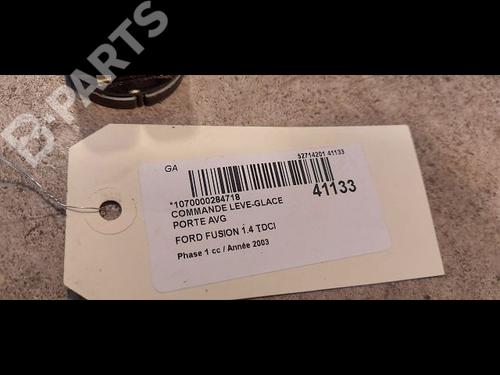 B-PARTS
GA
52714201 41133
*1070000284718
41133
COMMANDE LEVE-GLACE
PORTE AVG
FORD FUSION 1.4 TDCI
Phase 1 cc / Année 2003